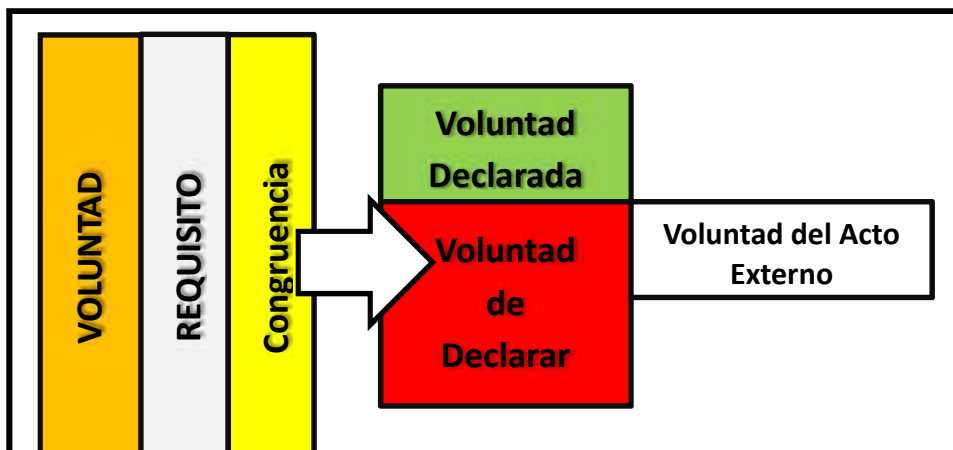 VOLUNTAD
REQUISITO
Congruencia
Voluntad
Declarada
Voluntad
de
Declarar
Voluntad del Acto
Externo